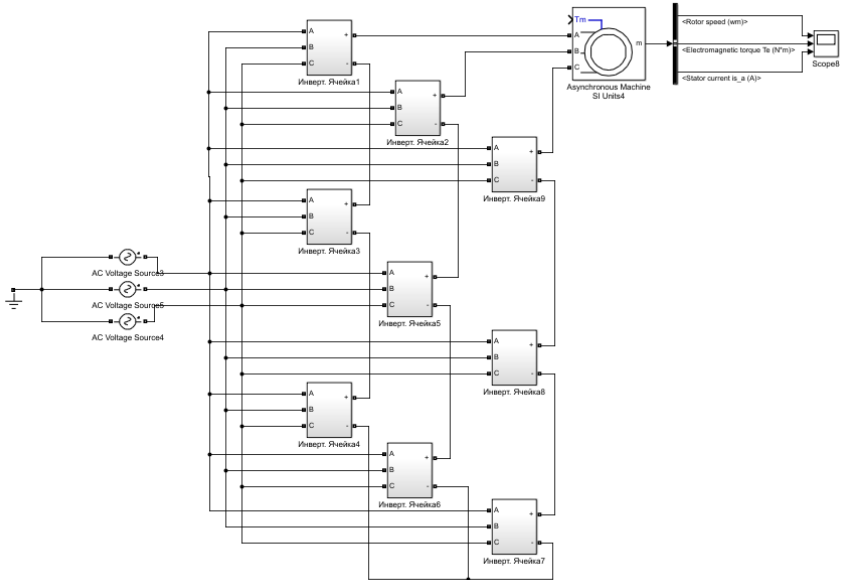 Tm
A
B
C
m
<Rotor speed (wm)>
<Electromagnetic torque Te (N*m)>
<Stator current is_a (A)>
Scope8
Asynchronous Machine
SI Units4
A
B
C
+
-
Инверт. Ячейка1
A
B
C
+
-
Инверт. Ячейка2
A
B
C
+
-
Инверт. Ячейка9
A
B
C
+
-
Инверт. Ячейка3
AC Voltage Source3
AC Voltage Source5
AC Voltage Source4
A
B
C
+
-
Инверт. Ячейка5
A
B
C
+
-
Инверт. Ячейка8
A
B
C
+
-
Инверт. Ячейка4
A
B
C
+
-
Инверт. Ячейка6
A
B
C
+
-
Инверт. Ячейка7